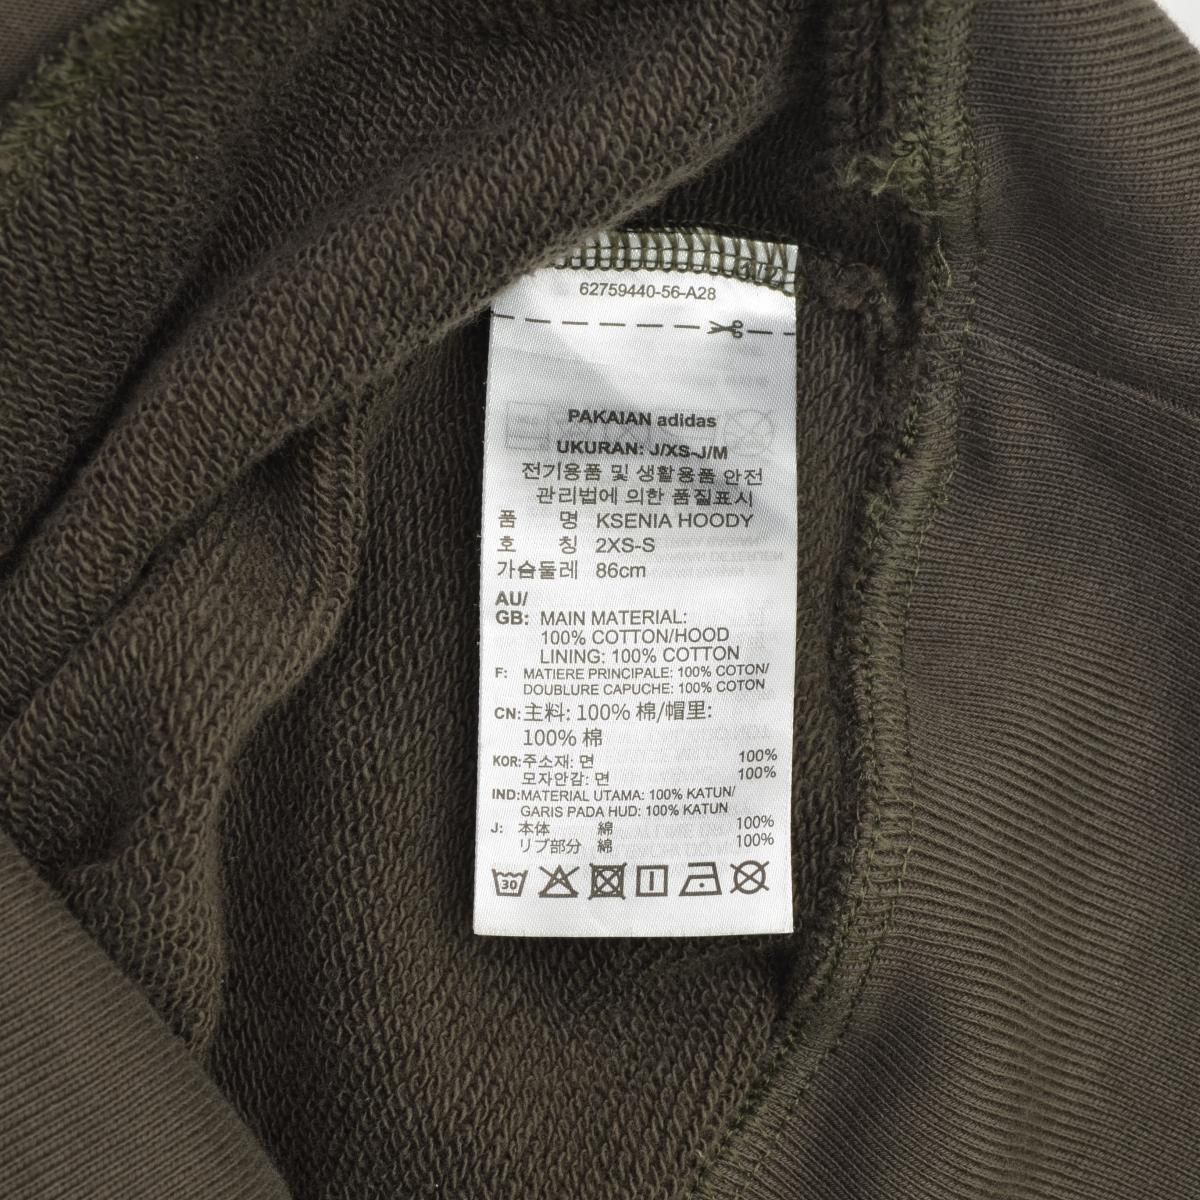 62759440-56-A28
PAKAIAN adidas
UKURAN: J/XS-J/M
전기용품 및 생활용품 안전
관리법에 의한 품질표시
품 명 KSENIA HOODY
호 칭 2XS-S
가슴둘레 86cm
AU/
GB: MAIN MATERIAL:
100% COTTON/HOOD
LINING: 100% COTTON
F: MATIERE PRINCIPALE: 100% COTON/
DOUBLURE CAPUCHE: 100% COTON
CN: 主料: 100% 棉/帽里:
100% 棉
KOR: 주소재: 면 100%
모자안감: 면 100%
IND: MATERIAL UTAMA: 100% KATUN/
GARIS PADA HUD: 100% KATUN
J: 本体 綿 100%
リブ部分 綿 100%
30